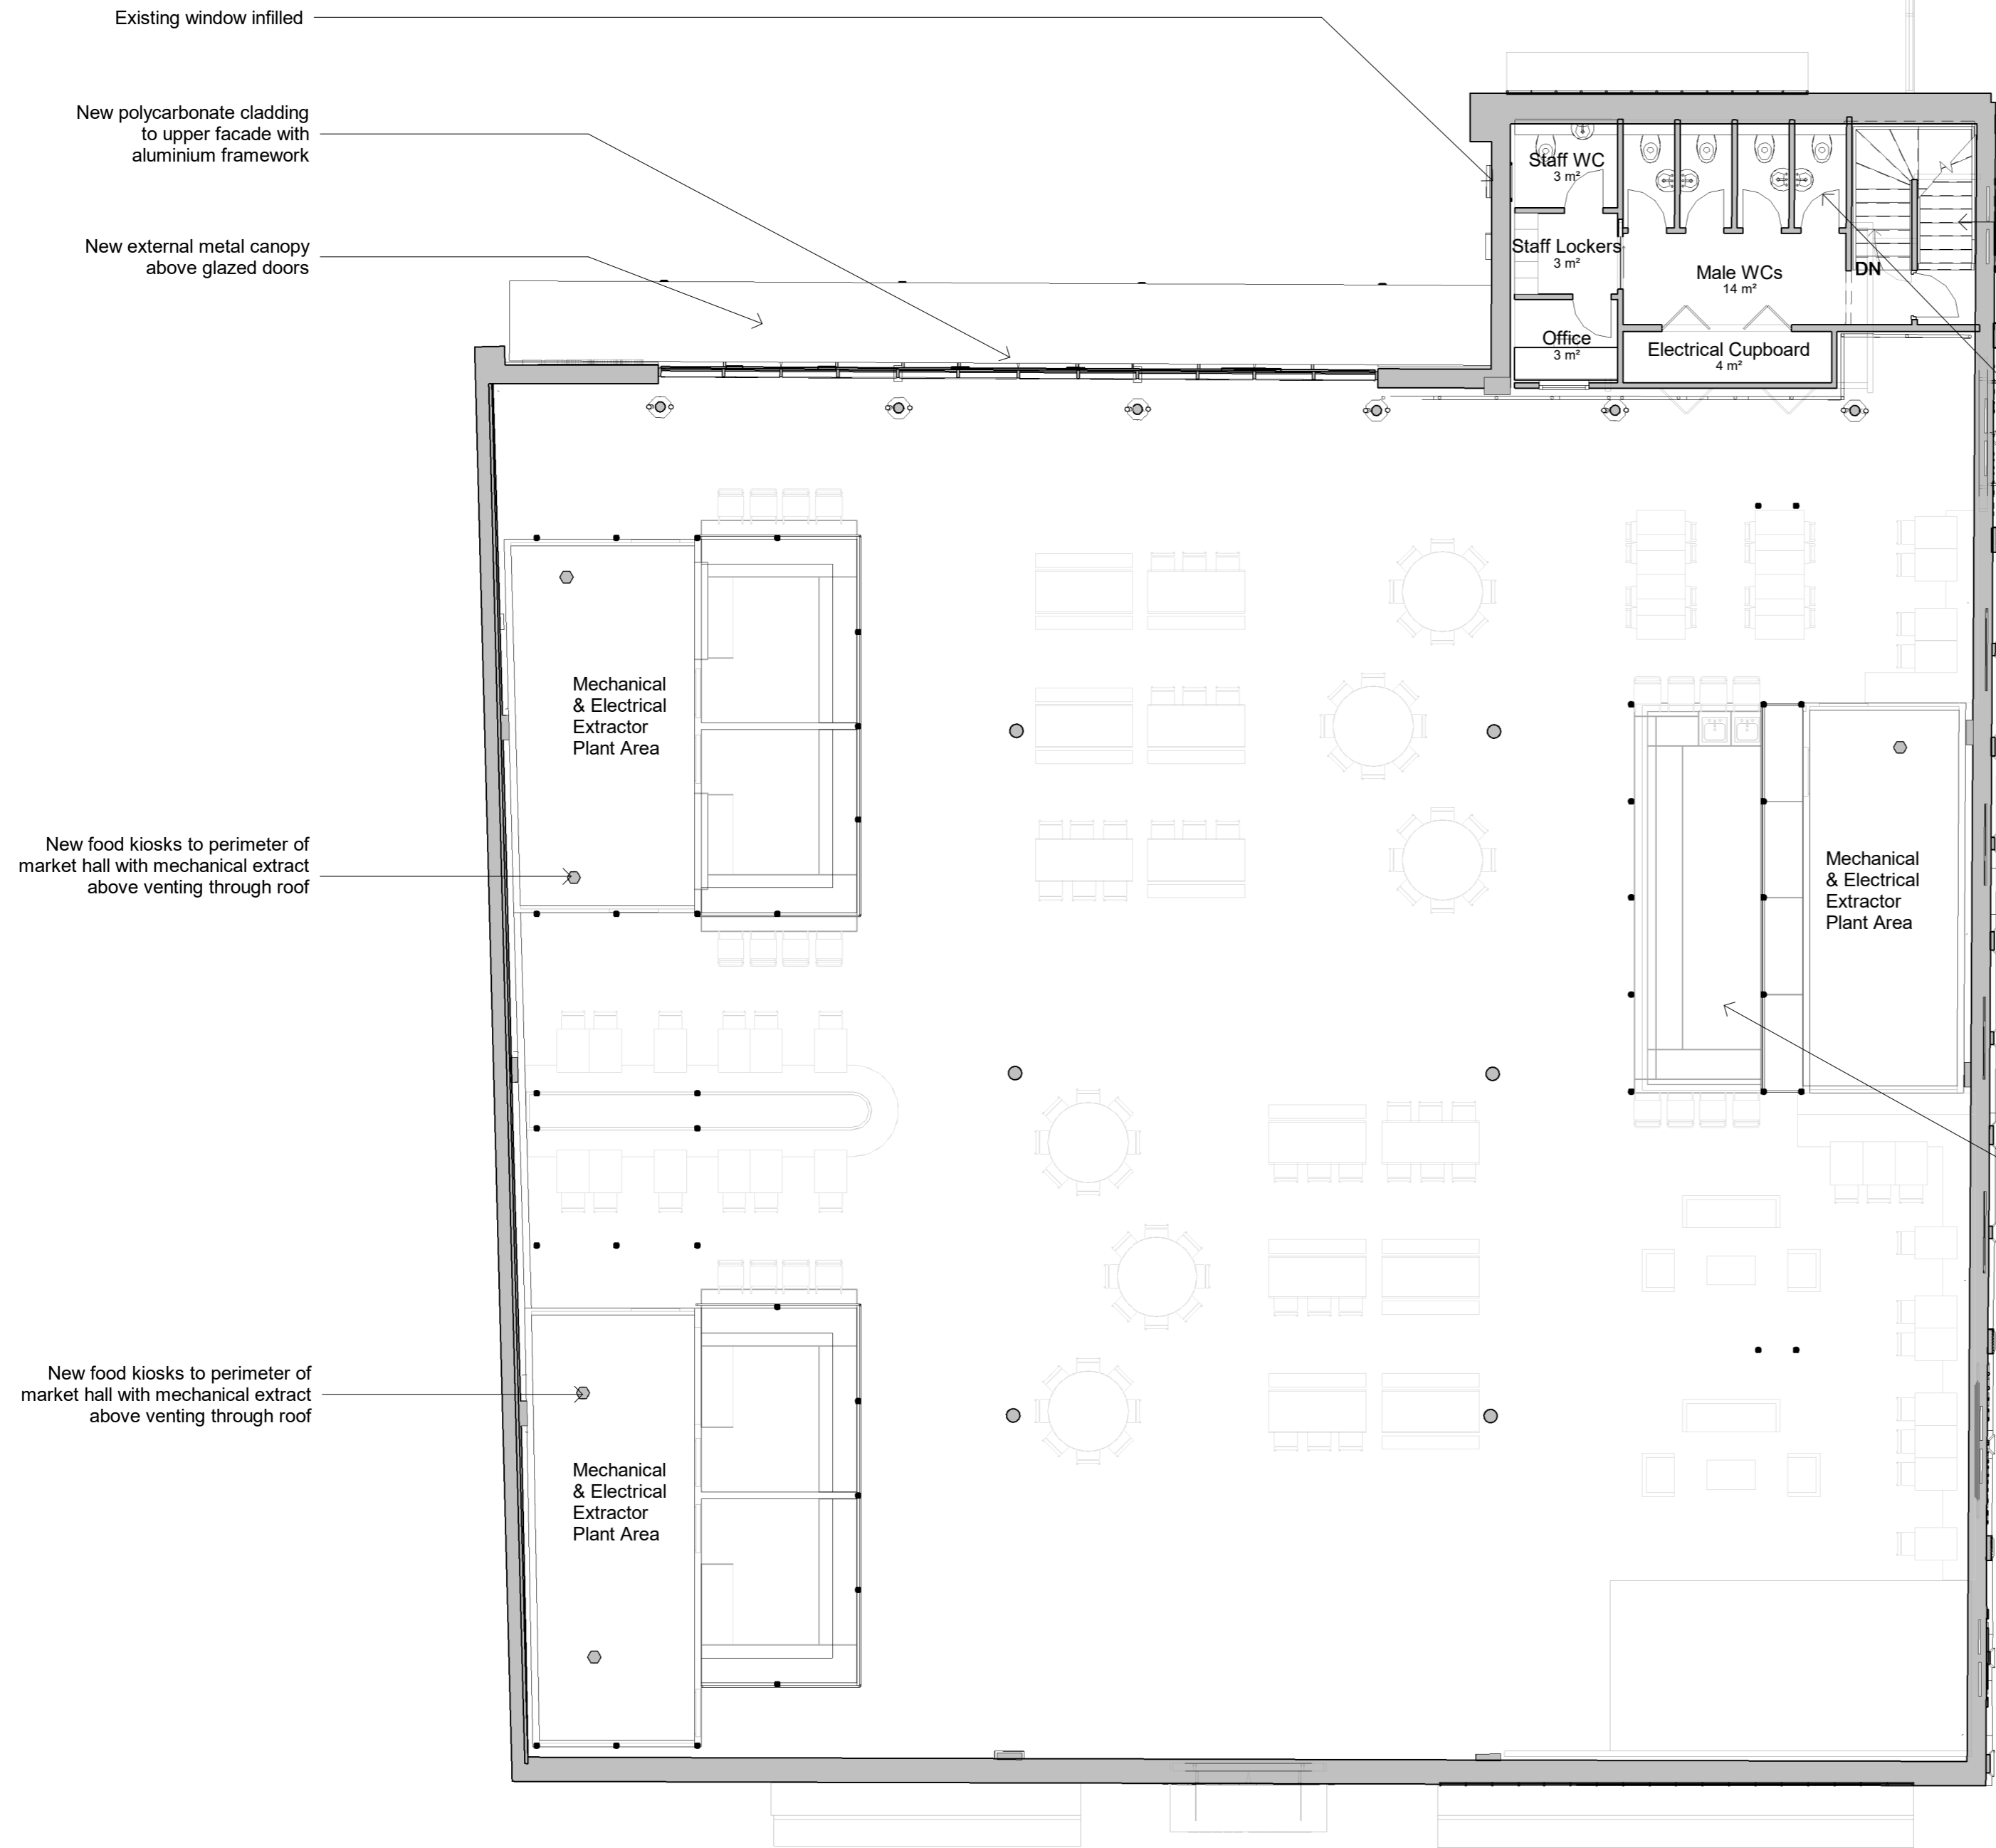 Existing window infilled
New polycarbonate cladding
to upper facade with
aluminium framework
New external metal canopy
above glazed doors
Staff WC
3 m²
Staff Lockers
3 m²
Office
3 m²
Male WCs
14 m²
DN
Electrical Cupboard
4 m²
Mechanical
& Electrical
Extractor
Plant Area
New food kiosks to perimeter of
market hall with mechanical extract
above venting through roof
Mechanical
& Electrical
Extractor
Plant Area
New food kiosks to perimeter of
market hall with mechanical extract
above venting through roof
Mechanical
& Electrical
Extractor
Plant Area